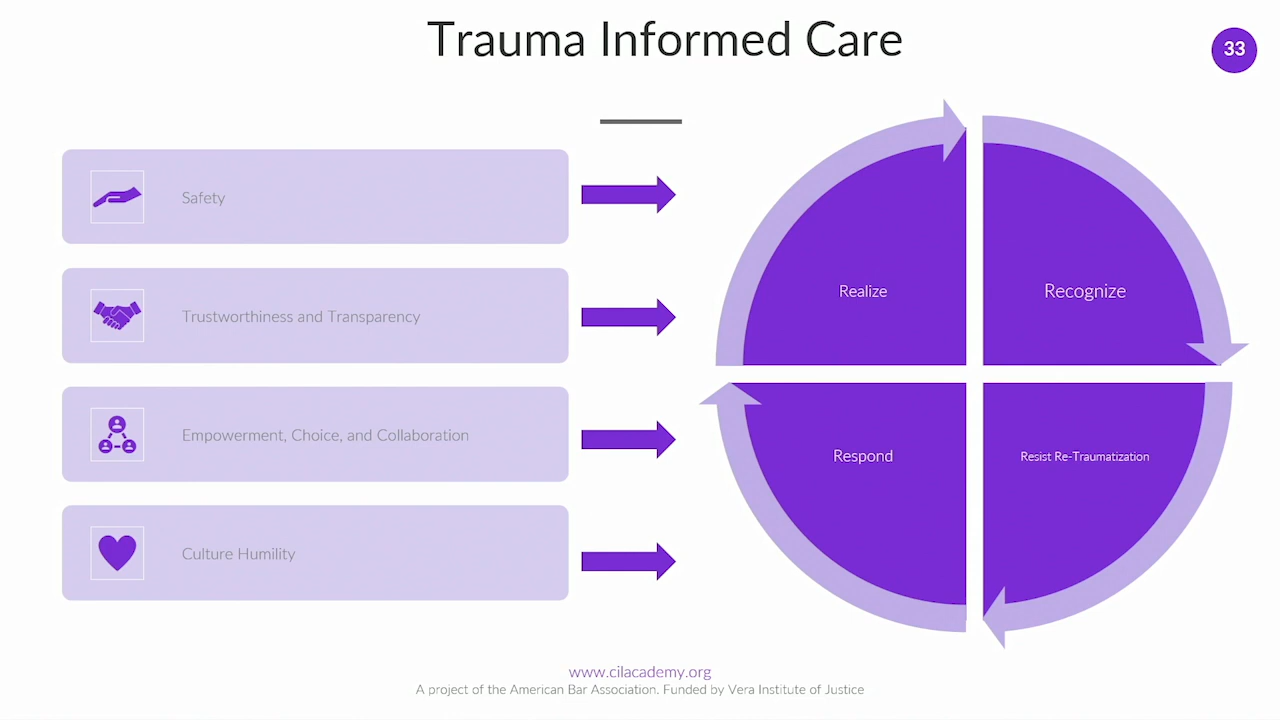 Trauma Informed Care
33
Safety
Trustworthiness and Transparency
Empowerment, Choice, and Collaboration
Culture Humility
Realize
Recognize
Respond
Resist Re-Traumatization
www.cilacademy.org
A project of the American Bar Association. Funded by Vera Institute of Justice